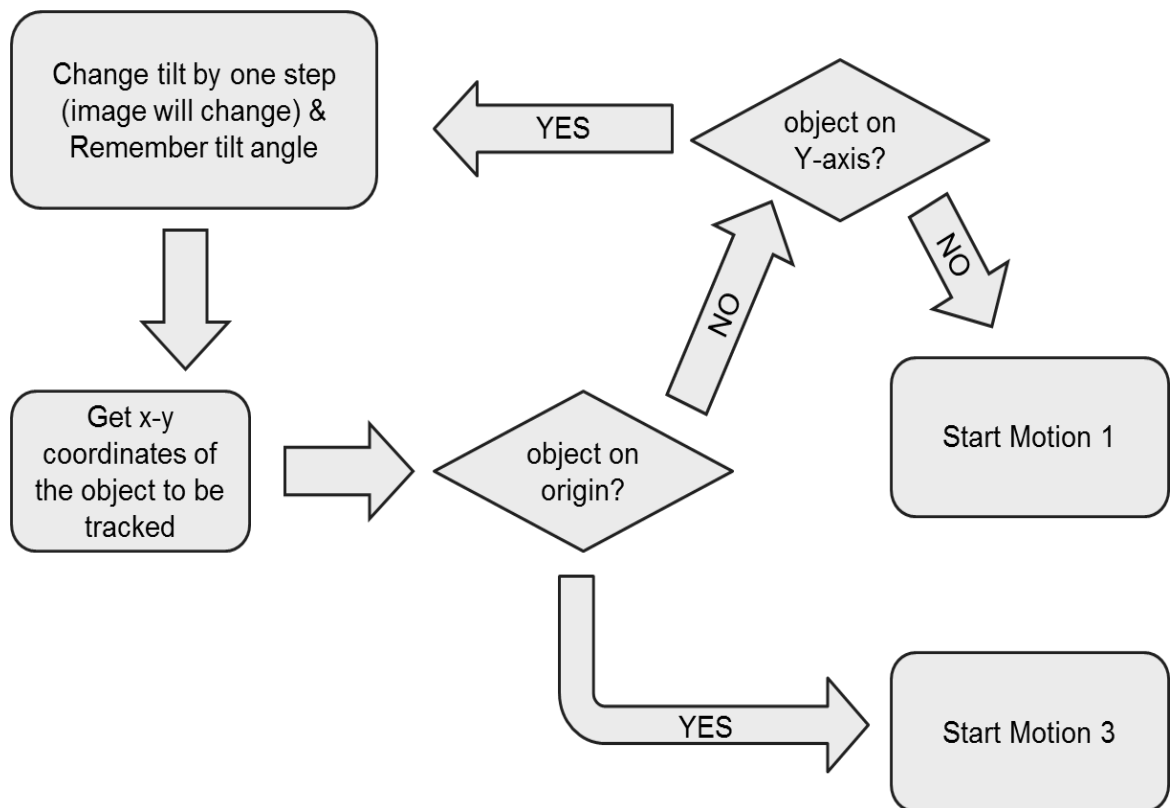 Change tilt by one step
(image will change) &
Remember tilt angle
YES
object on
Y-axis?
NO
NO
Get x-y
coordinates of
the object to be
tracked
object on
origin?
Start Motion 1
YES
Start Motion 3